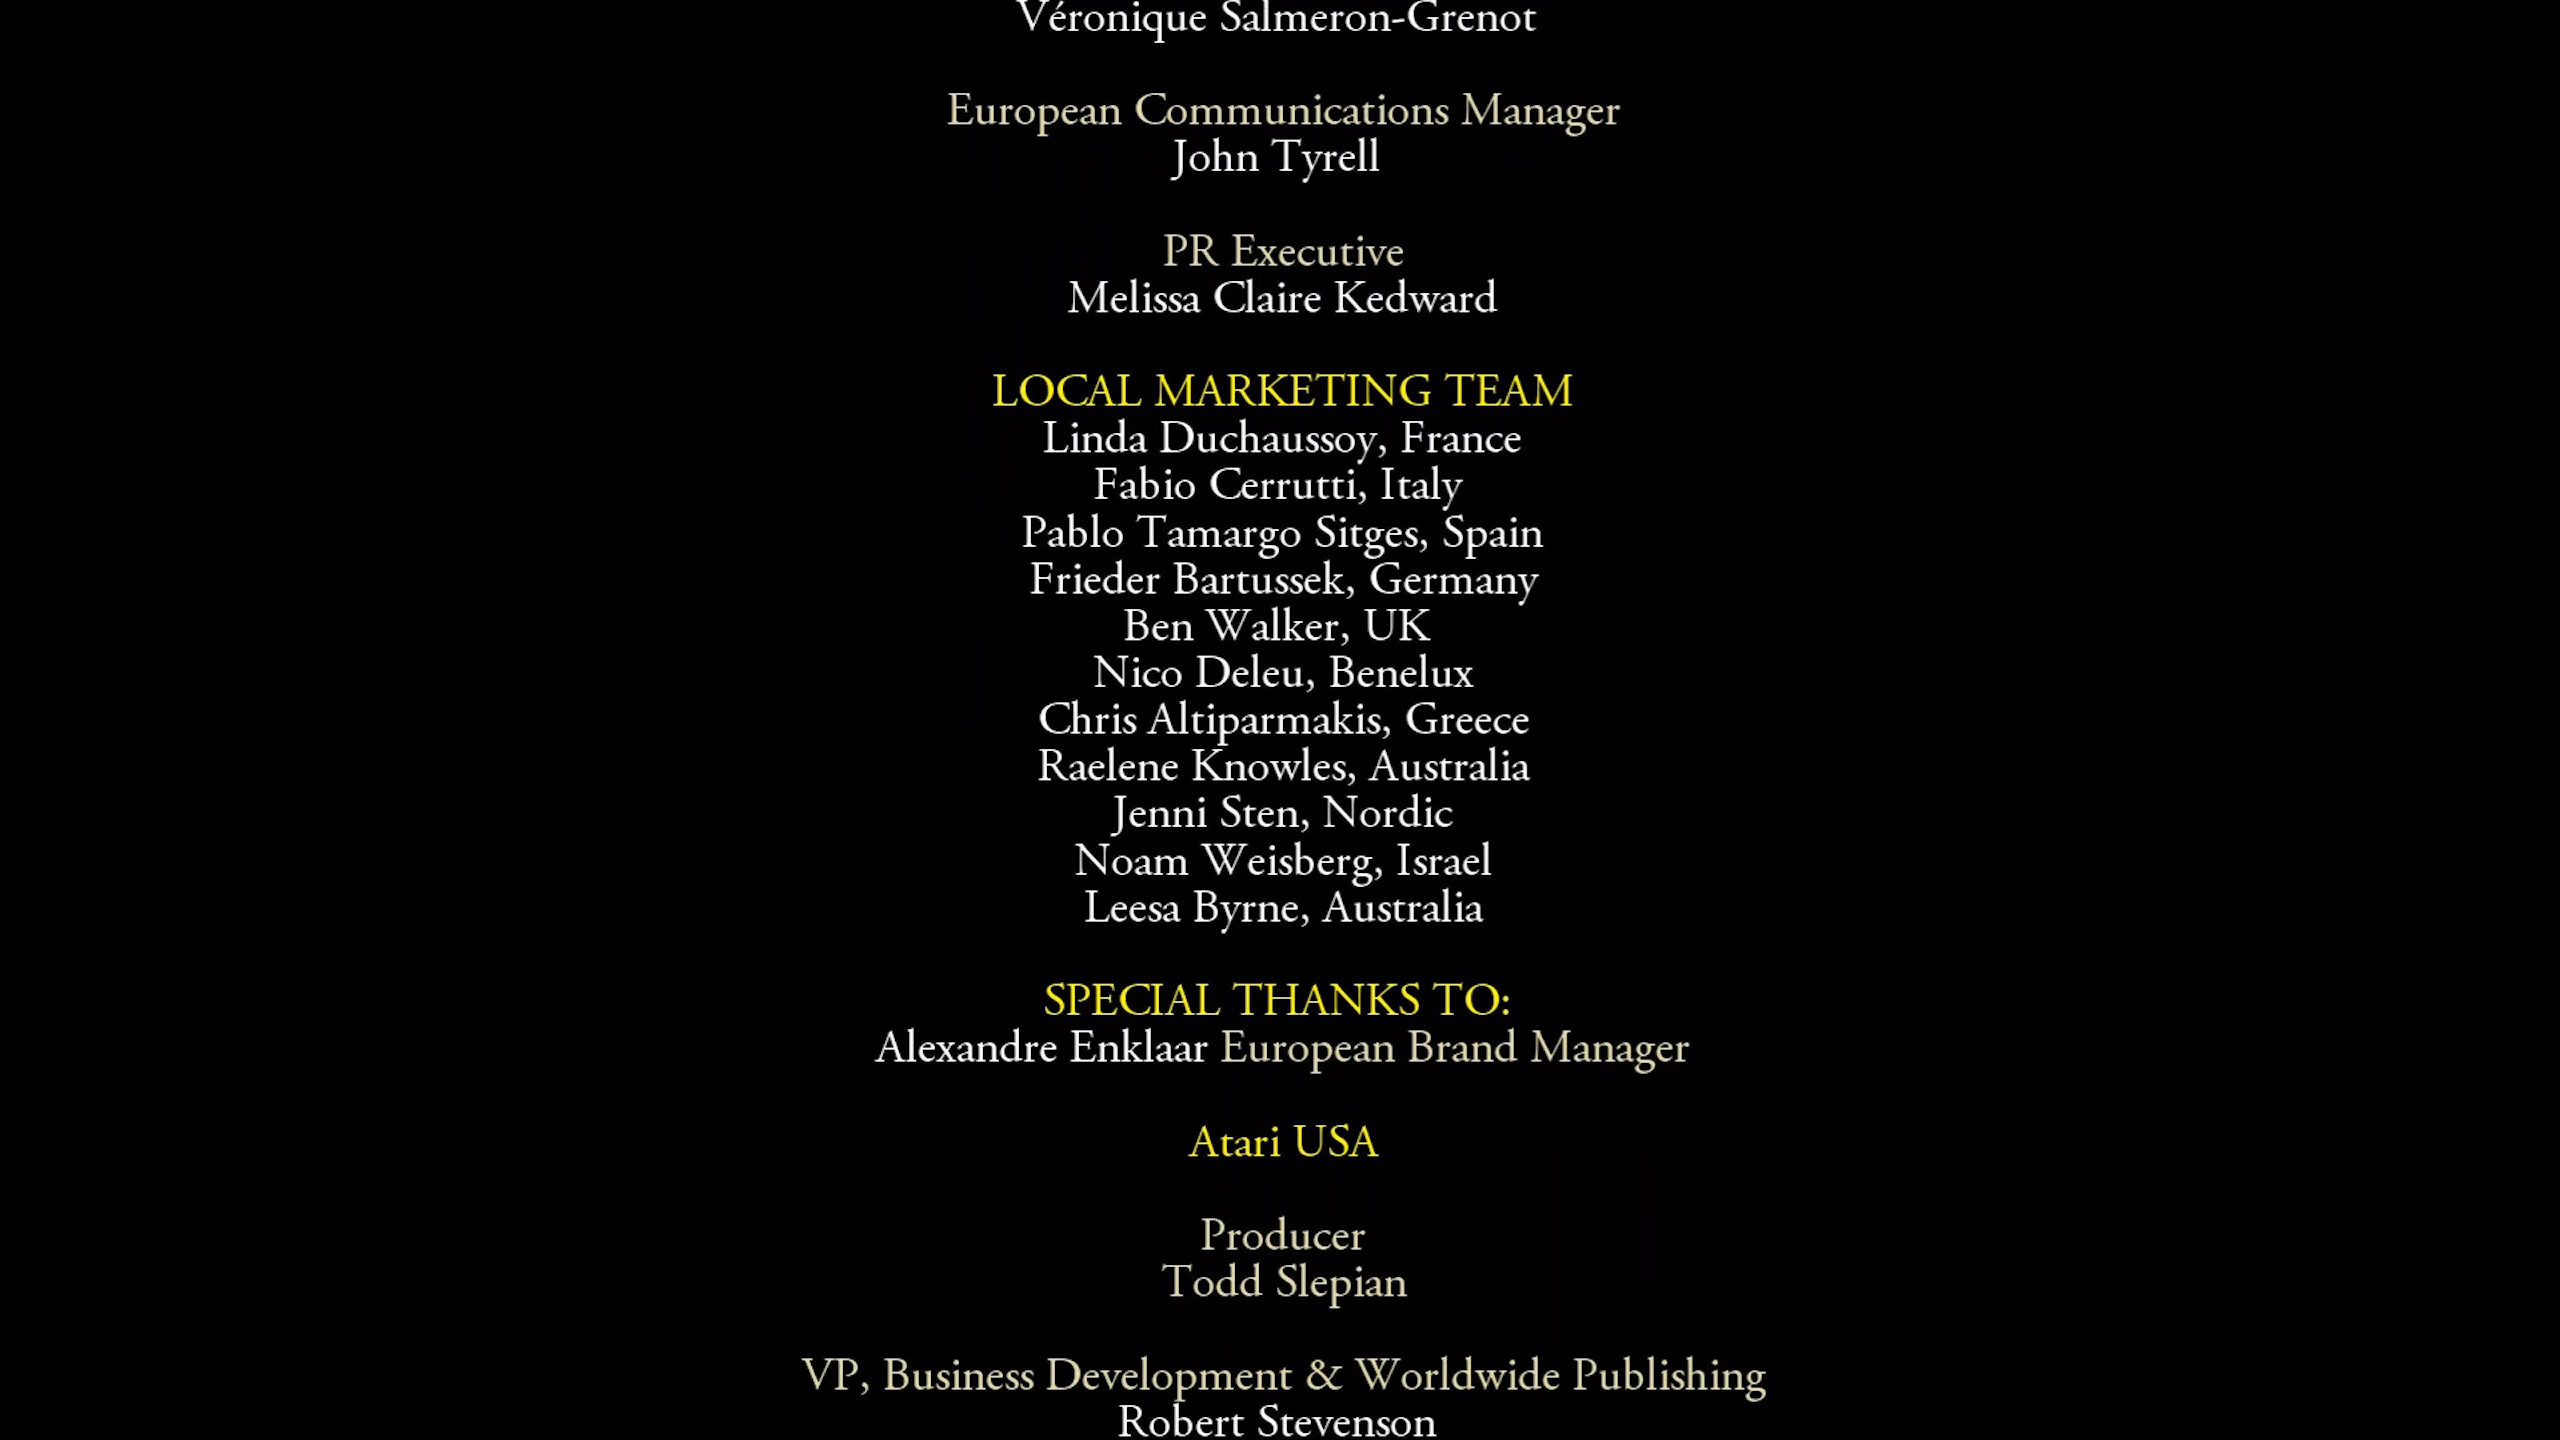 Véronique Salmeron-Grenot
European Communications Manager
John Tyrell
PR Executive
Melissa Claire Kedward
LOCAL MARKETING TEAM
Linda Duchaussoy, France
Fabio Cerrutti, Italy
Pablo Tamargo Sitges, Spain
Frieder Bartussek, Germany
Ben Walker, UK
Nico Deleu, Benelux
Chris Altiparmakis, Greece
Raelene Knowles, Australia
Jenni Sten, Nordic
Noam Weisberg, Israel
Leesa Byrne, Australia
SPECIAL THANKS TO:
Alexandre Enklaar European Brand Manager
Atari USA
Producer
Todd Slepian
VP, Business Development & Worldwide Publishing
Robert Stevenson